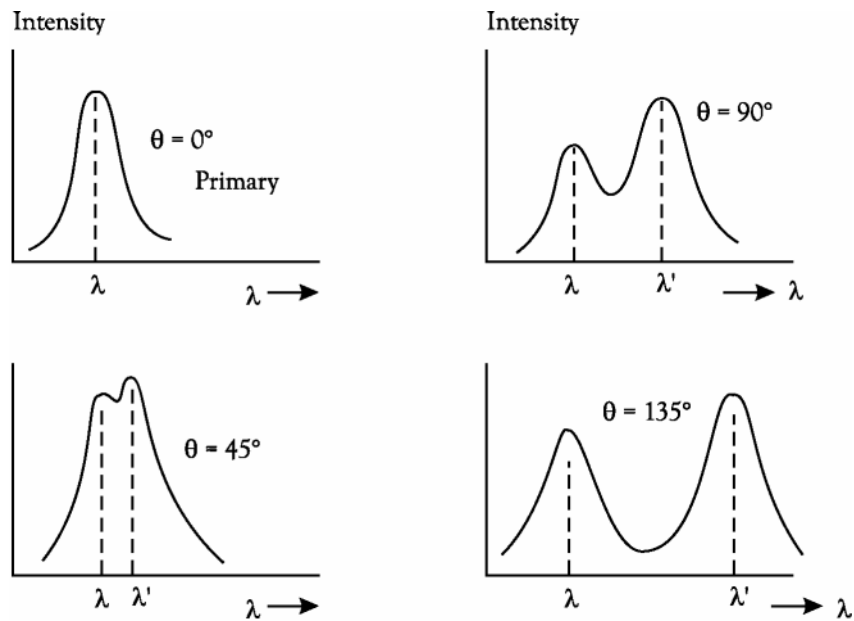 Intensity
θ = 0°
Primary
λ
λ
Intensity
θ = 90°
λ
λ'
λ
θ = 45°
λ
λ'
λ
θ = 135°
λ
λ'
λ